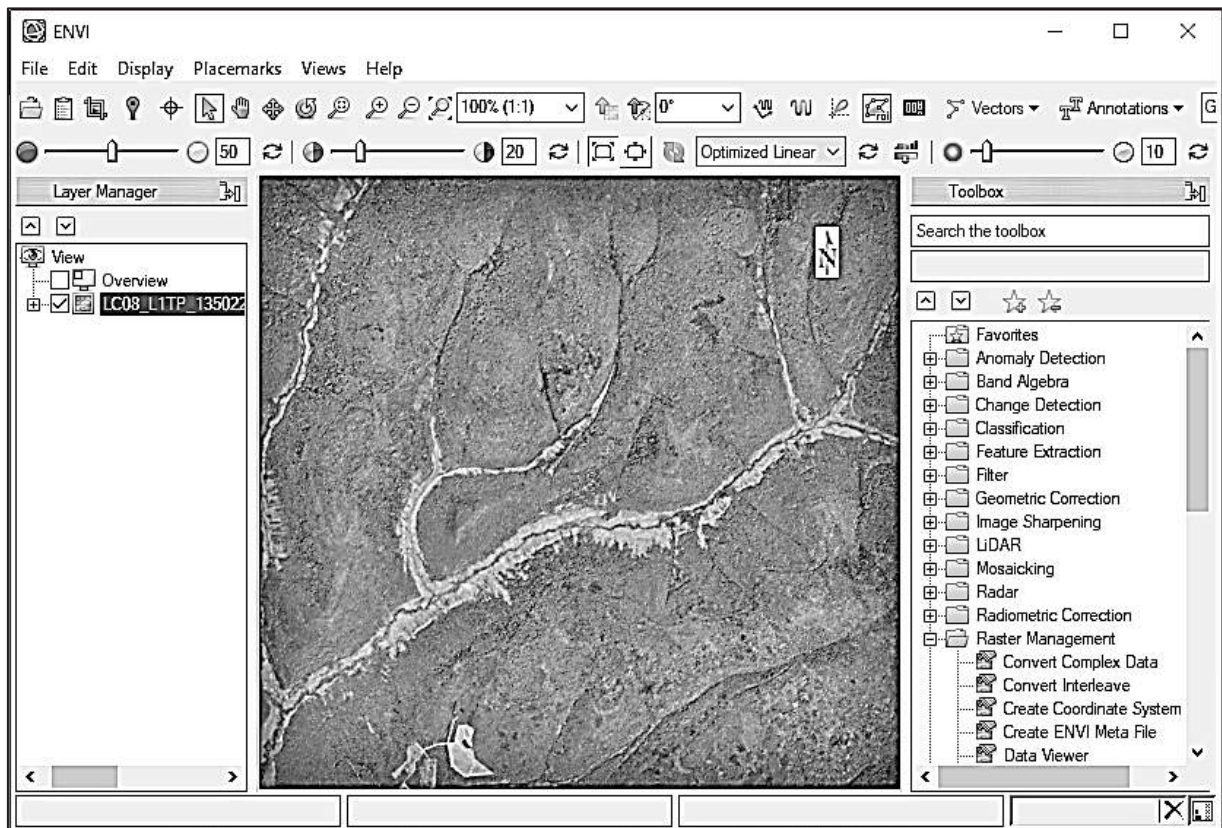 ENVI
File Edit Display Placemarks Views Help
100% (1:1) 0° Vectors Annotations G
50 20 Optimized Linear 10
Layer Manager
View
Overview
LC08_L1TP_135022
N
Toolbox
Search the toolbox
Favorites
Anomaly Detection
Band Algebra
Change Detection
Classification
Feature Extraction
Filter
Geometric Correction
Image Sharpening
LiDAR
Mosaicking
Radar
Radiometric Correction
Raster Management
Convert Complex Data
Convert Interleave
Create Coordinate System
Create ENVI Meta File
Data Viewer